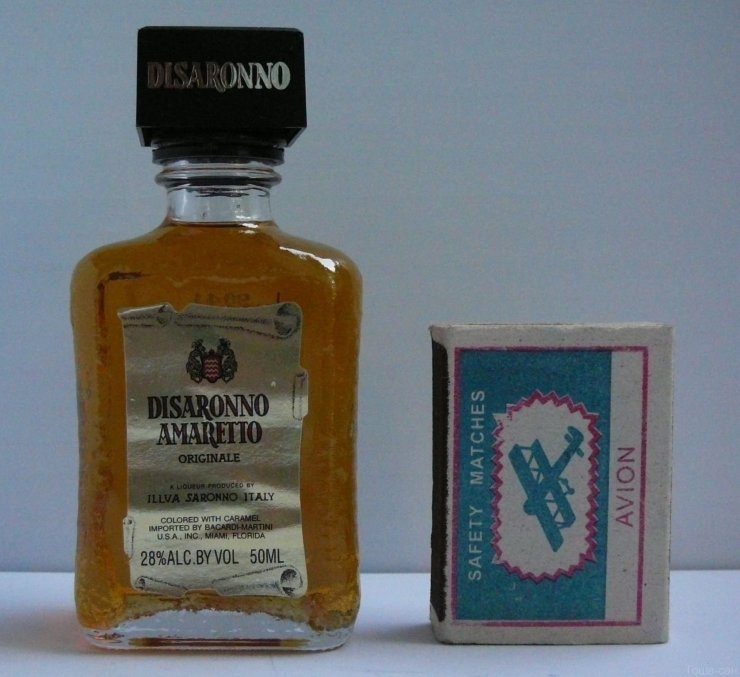 DISARONNO
DISARONNO
AMARETTO
ORIGINALE
A LIQUEUR PRODUCED BY
ILLVA SARONNO ITALY
COLORED WITH CARAMEL
IMPORTED BY BACARDI-MARTINI
U.S.A., INC., MIAMI, FLORIDA
28%ALC.BY VOL 50ML
SAFETY MATCHES
AVION